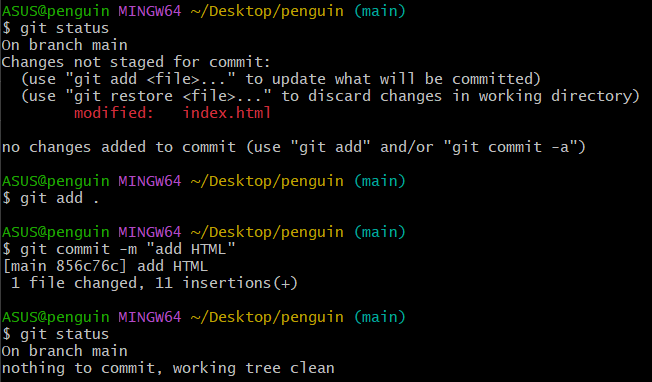 ASUS@penguin MINGW64 ~/Desktop/penguin (main)
$ git status
On branch main
Changes not staged for commit:
  (use "git add <file>..." to update what will be committed)
  (use "git restore <file>..." to discard changes in working directory)
        modified:   index.html

no changes added to commit (use "git add" and/or "git commit -a")

ASUS@penguin MINGW64 ~/Desktop/penguin (main)
$ git add .

ASUS@penguin MINGW64 ~/Desktop/penguin (main)
$ git commit -m "add HTML"
[main 856c76c] add HTML
 1 file changed, 11 insertions(+)

ASUS@penguin MINGW64 ~/Desktop/penguin (main)
$ git status
On branch main
nothing to commit, working tree clean